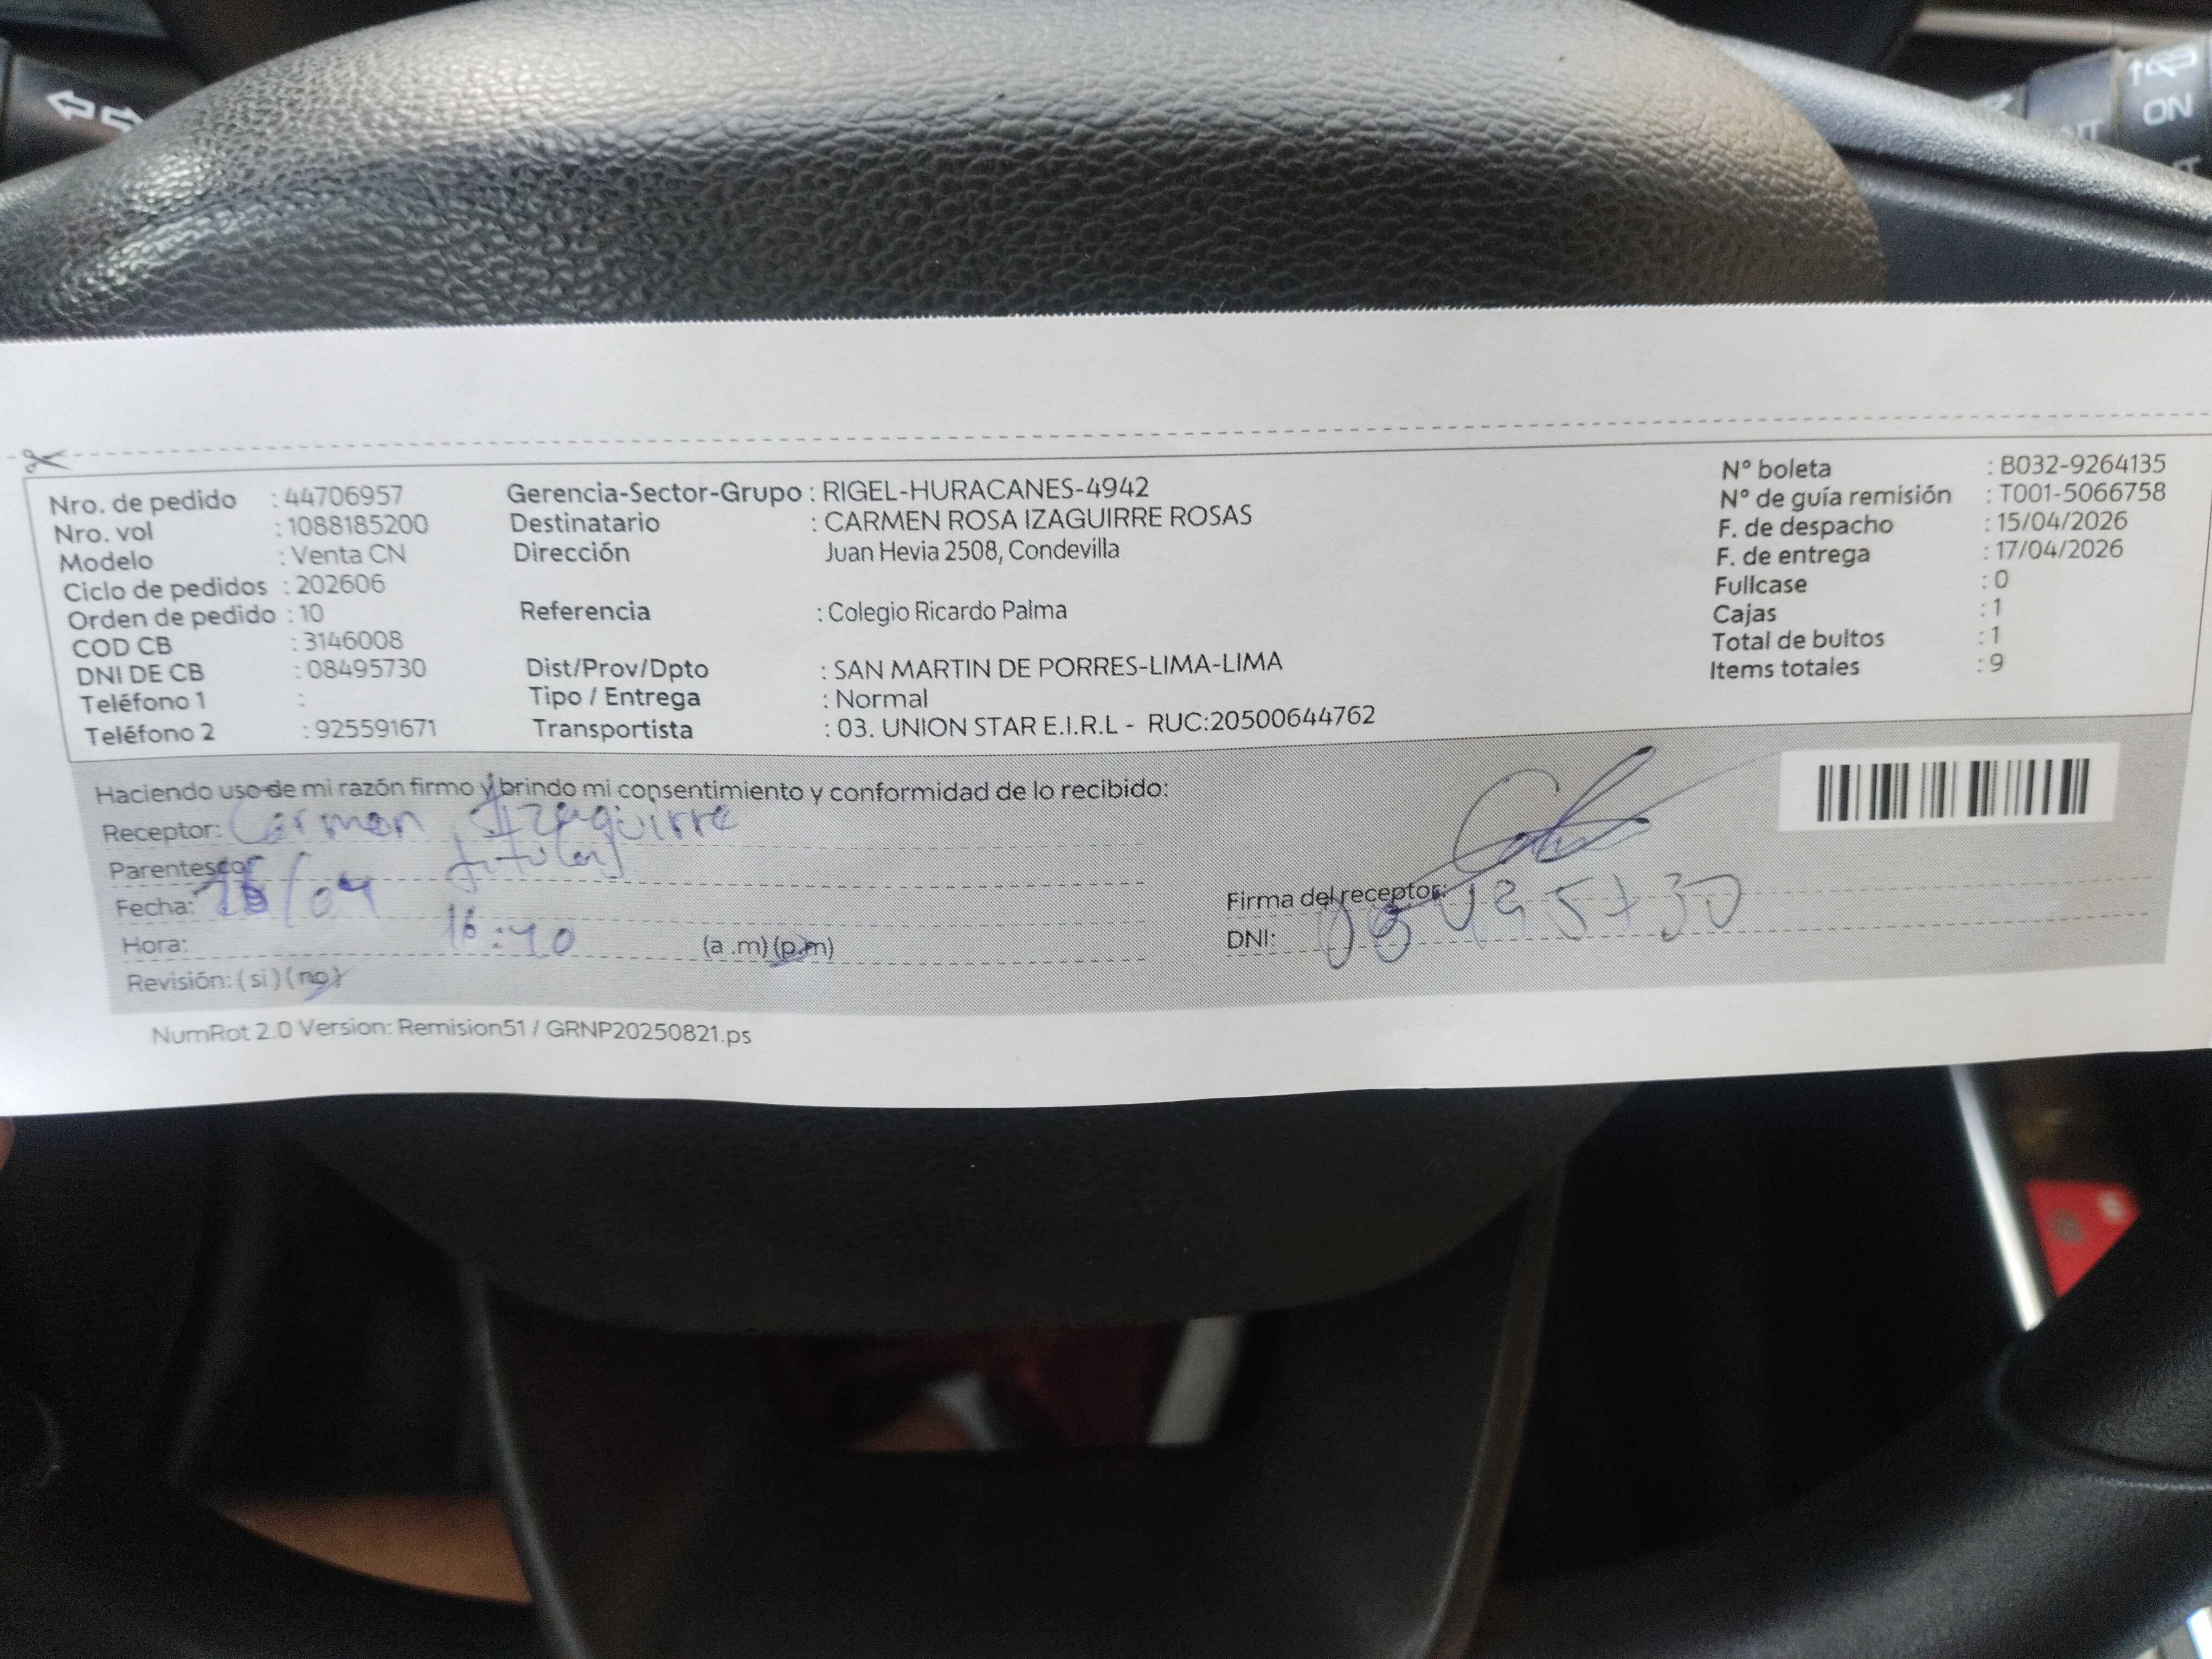 ON
INT
Nro. de pedido : 44706957
Nro. vol : 1088185200
Modelo : Venta CN
Ciclo de pedidos : 202606
Orden de pedido : 10
COD CB : 3146008
DNI DE CB : 08495730
Teléfono 1 :
Teléfono 2 : 925591671
Gerencia-Sector-Grupo : RIGEL-HURACANES-4942
Destinatario : CARMEN ROSA IZAGUIRRE ROSAS
Dirección Juan Hevia 2508, Condevilla
Referencia : Colegio Ricardo Palma
Dist/Prov/Dpto : SAN MARTIN DE PORRES-LIMA-LIMA
Tipo / Entrega : Normal
Transportista : 03. UNION STAR E.I.R.L - RUC:20500644762
N° boleta : B032-9264135
N° de guía remisión : T001-5066758
F. de despacho : 15/04/2026
F. de entrega : 17/04/2026
Fullcase : 0
Cajas : 1
Total de bultos : 1
Items totales : 9
Haciendo uso de mi razón firmo y brindo mi consentimiento y conformidad de lo recibido:
Receptor: Carmen Izaguirre
Parentesco: titular
Fecha: /04
Hora: 16:40 (a.m) (p.m)
Revisión: (si) (no)
Firma del receptor:
DNI: 08495730
NumRot 2.0 Version: Remision51 / GRNP20250821.ps